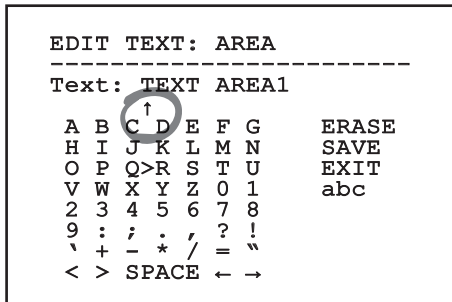 EDIT TEXT: AREA
-------------------------
Text: TEXT AREA1
↑
A B C D E F G ERASE
H I J K L M N SAVE
O P Q>R S T U EXIT
V W X Y Z 0 1 abc
2 3 4 5 6 7 8
9 : ; . , ? !
‵ + - * / = ‶
< > SPACE ← →